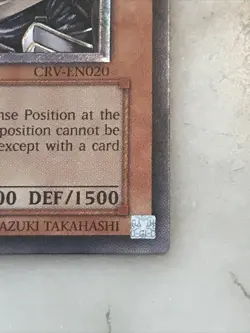 CRV-EN020
nse Position at the
position cannot be
except with a card
00 DEF/1500
AZUKI TAKAHASHI